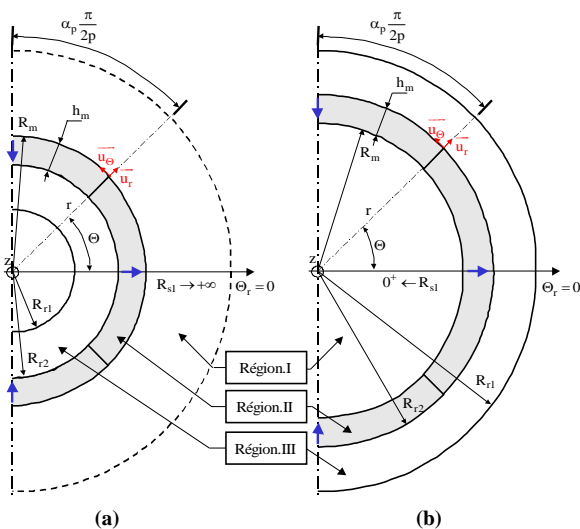 α_p π/2p
h_m
R_m
u_Θ
u_r
r
Θ
z
R_s1 → +∞
Θ_r = 0
R_r1
R_r2
(a)
Région.I
Région.II
Région.III
α_p π/2p
h_m
R_m
u_Θ
u_r
r
Θ
z
0⁺ ← R_s1
Θ_r = 0
R_r1
R_r2
(b)